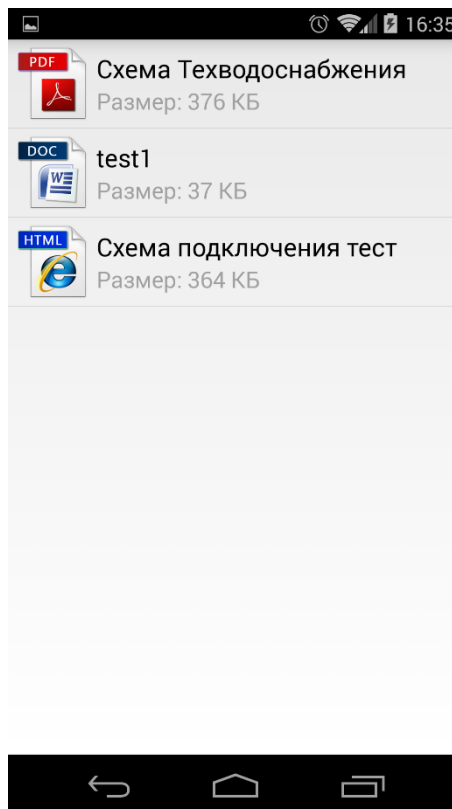 16:35
PDF
Схема Техводоснабжения
Размер: 376 КБ
DOC
test1
Размер: 37 КБ
HTML
Схема подключения тест
Размер: 364 КБ